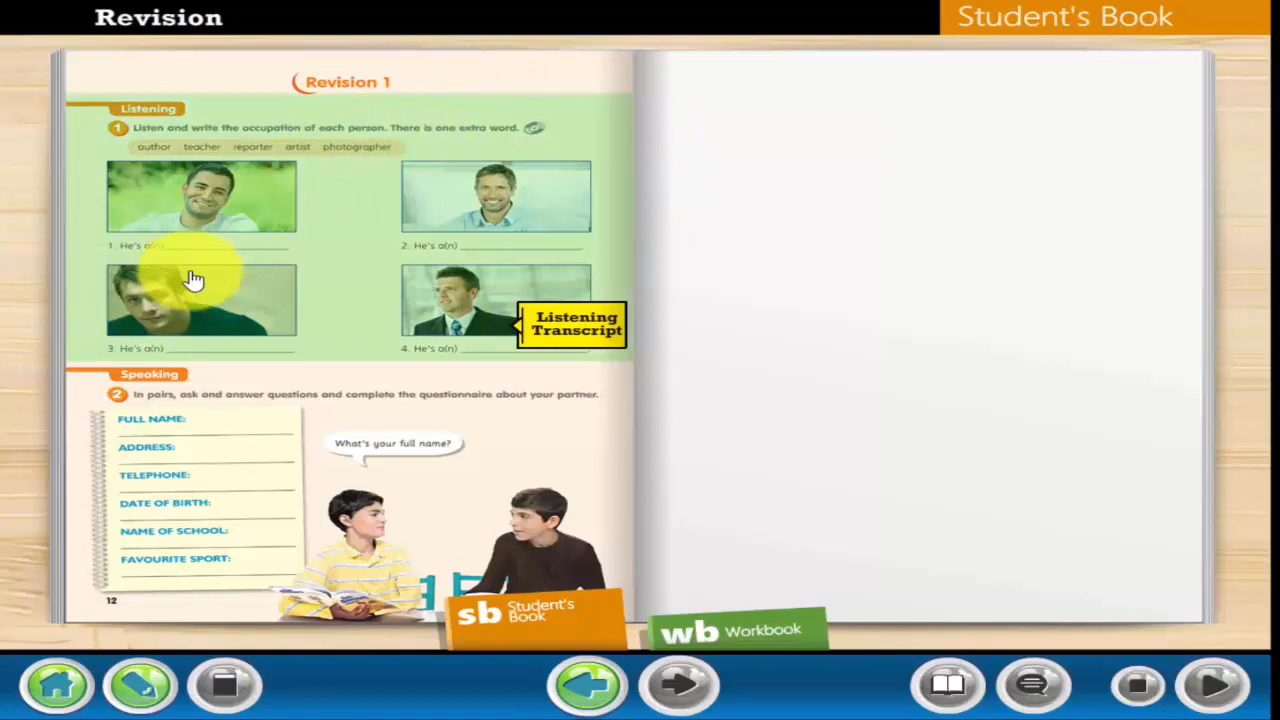 Revision
Student's Book
Revision 1
Listening
1 Listen and write the occupation of each person. There is one extra word.
author teacher reporter artist photographer
1. He's a(n)
2. He's a(n)
3. He's a(n)
4. He's a(n)
Listening
Transcript
Speaking
2 In pairs, ask and answer questions and complete the questionnaire about your partner.
FULL NAME:
ADDRESS:
TELEPHONE:
DATE OF BIRTH:
NAME OF SCHOOL:
FAVOURITE SPORT:
What's your full name?
12
sb Student's
Book
wb Workbook